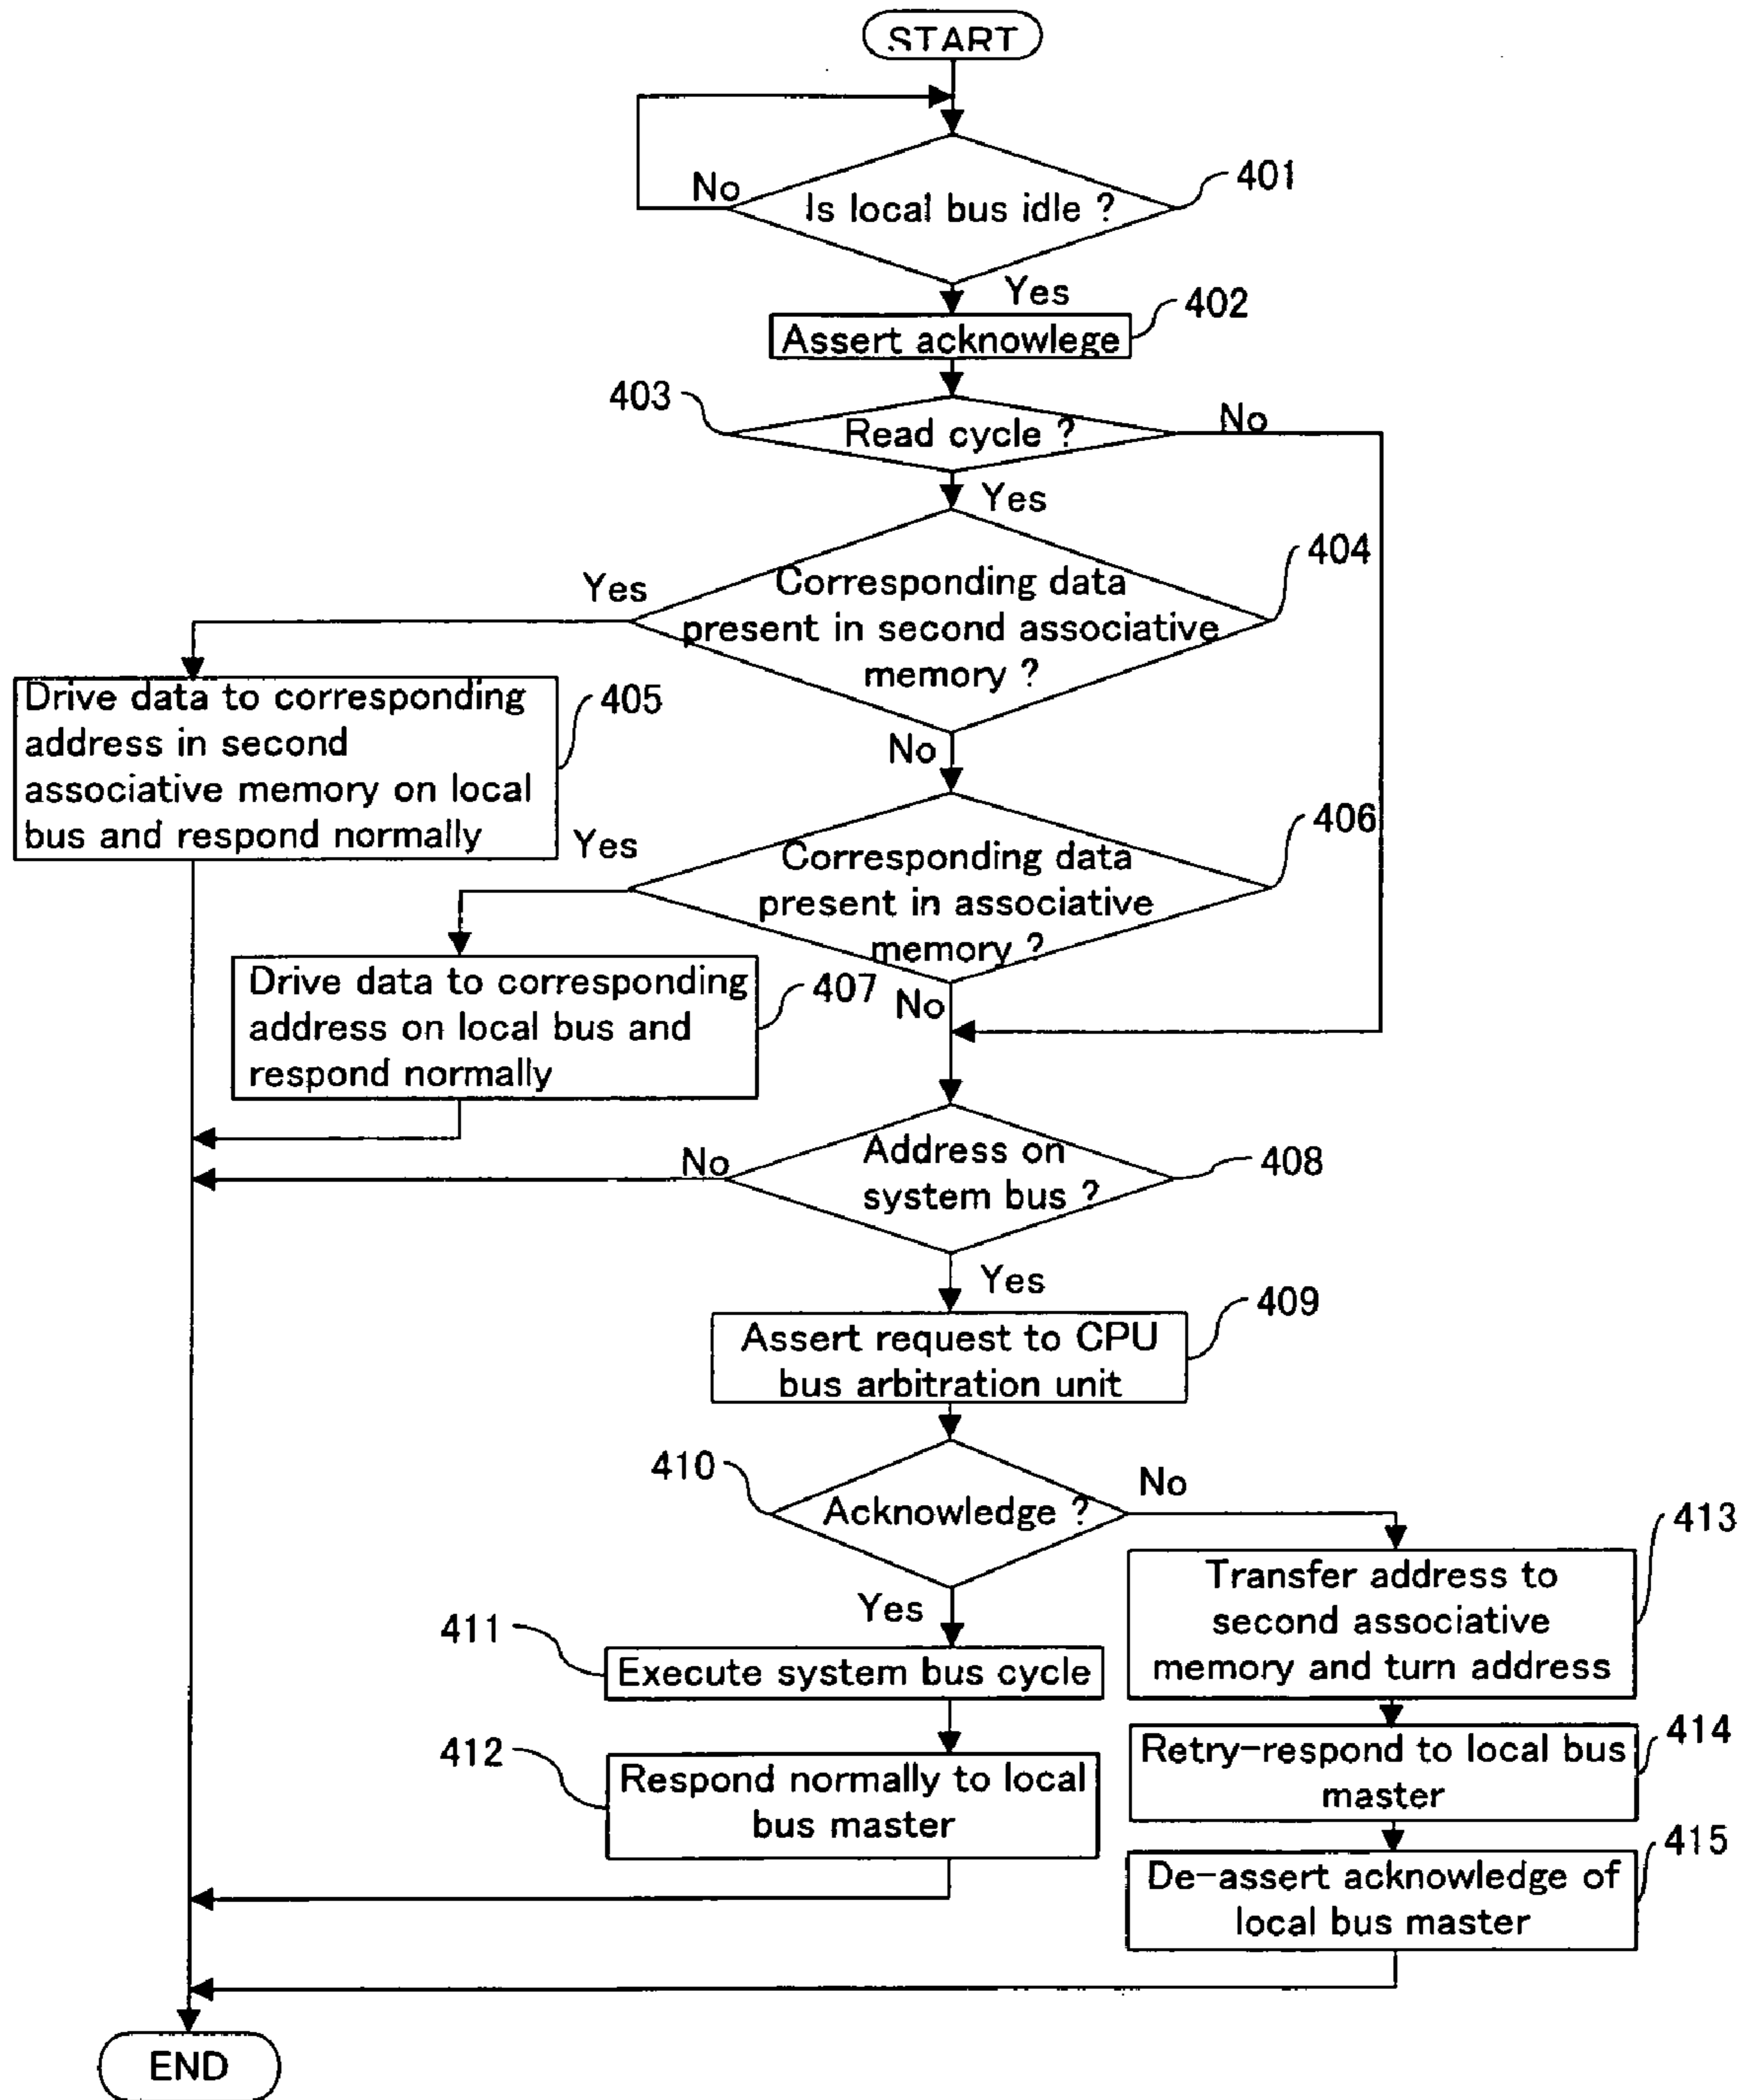 START
No
Is local bus idle ?
401
Yes
402
Assert acknowlege
403
Read cycle ?
No
Yes
404
Yes
Corresponding data
present in second associative
memory ?
Drive data to corresponding
address in second
associative memory on local
bus and respond normally
405
No
406
Yes
Corresponding data
present in associative
memory ?
Drive data to corresponding
address on local bus and
respond normally
407
No
No
Address on
system bus ?
408
Yes
409
Assert request to CPU
bus arbitration unit
410
Acknowledge ?
No
413
Transfer address to
second associative
memory and turn address
Yes
411
Execute system bus cycle
412
Respond normally to local
bus master
414
Retry-respond to local bus
master
415
De-assert acknowledge of
local bus master
END